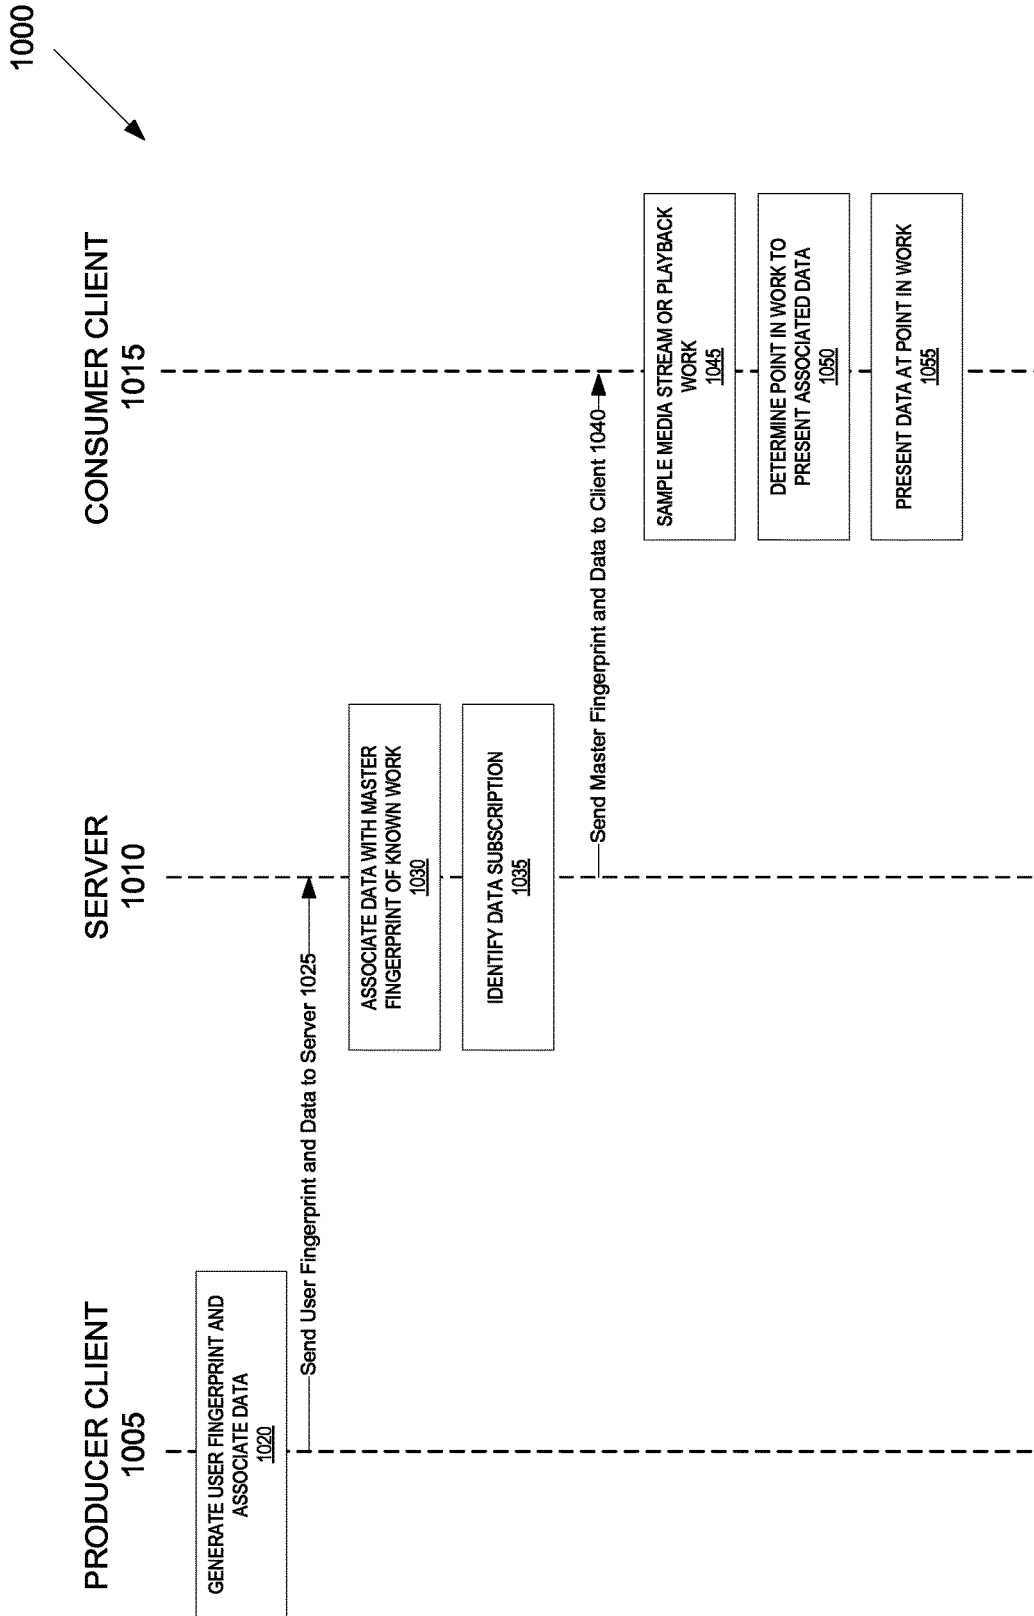 1000
PRODUCER CLIENT
1005
SERVER
1010
CONSUMER CLIENT
1015
GENERATE USER FINGERPRINT AND
ASSOCIATE DATA
1020
Send User Fingerprint and Data to Server 1025
ASSOCIATE DATA WITH MASTER
FINGERPRINT OF KNOWN WORK
1030
IDENTIFY DATA SUBSCRIPTION
1035
Send Master Fingerprint and Data to Client 1040
SAMPLE MEDIA STREAM OR PLAYBACK
WORK
1045
DETERMINE POINT IN WORK TO
PRESENT ASSOCIATED DATA
1050
PRESENT DATA AT POINT IN WORK
1055